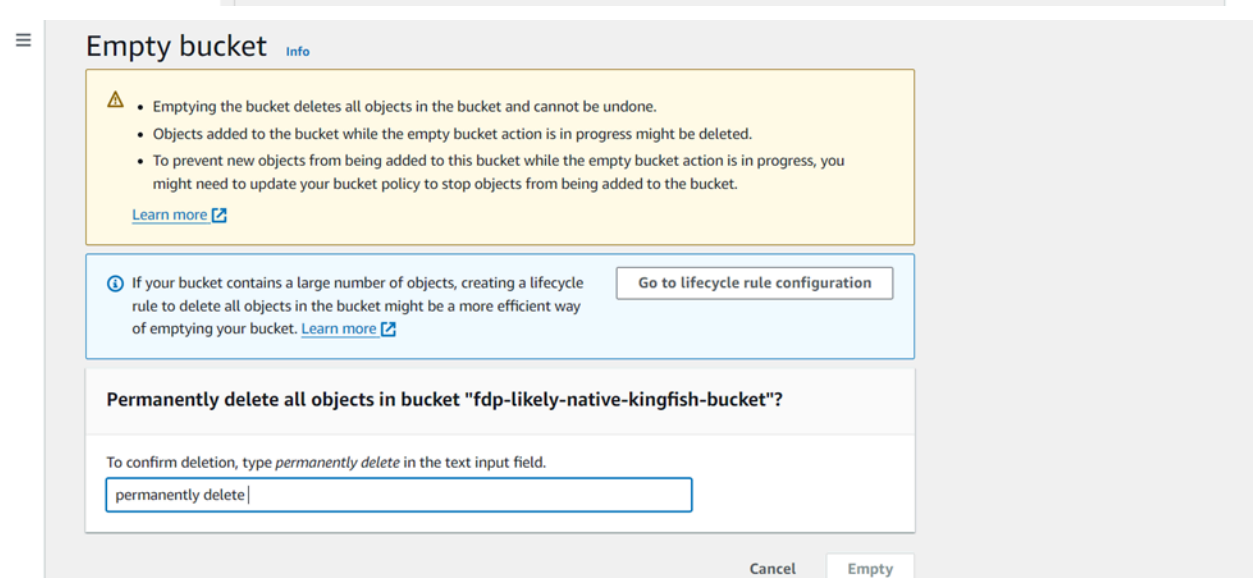 Empty bucket Info
• Emptying the bucket deletes all objects in the bucket and cannot be undone.
• Objects added to the bucket while the empty bucket action is in progress might be deleted.
• To prevent new objects from being added to this bucket while the empty bucket action is in progress, you
might need to update your bucket policy to stop objects from being added to the bucket.
Learn more
If your bucket contains a large number of objects, creating a lifecycle
rule to delete all objects in the bucket might be a more efficient way
of emptying your bucket. Learn more
Go to lifecycle rule configuration
Permanently delete all objects in bucket "fdp-likely-native-kingfish-bucket"?
To confirm deletion, type permanently delete in the text input field.
permanently delete
Cancel Empty